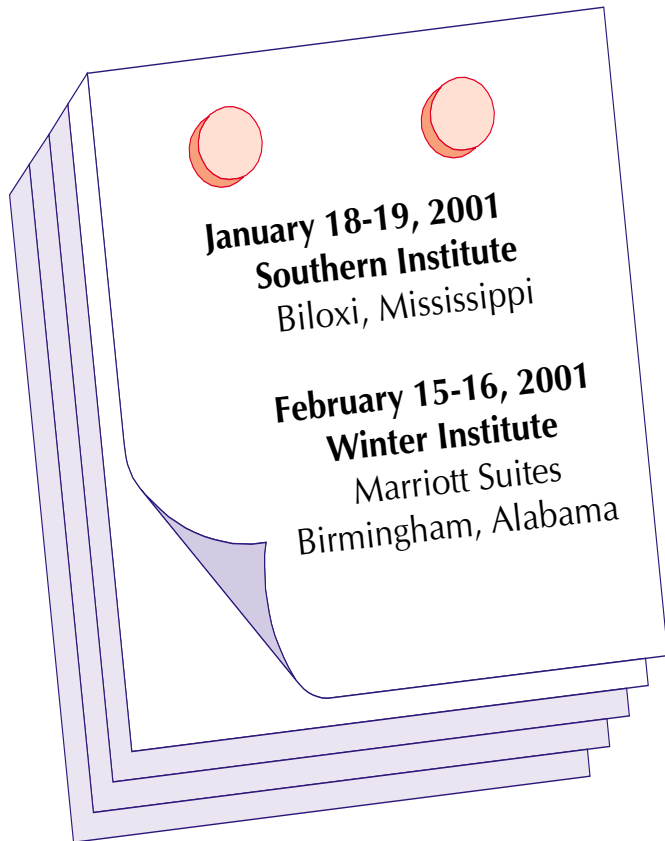 January 18-19, 2001
Southern Institute
Biloxi, Mississippi
February 15-16, 2001
Winter Institute
Marriott Suites
Birmingham, Alabama